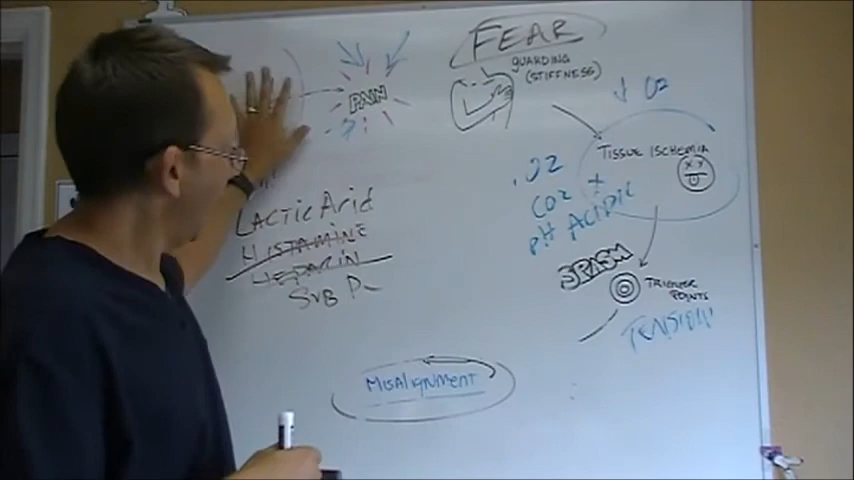 FEAR
GUARDING
(STIFFNESS)
PAIN
?!
↓ O2
TISSUE ISCHEMIA
.O2
CO2 +
PH ACIDIC
LACTIC Acid
HISTAMINE
HEPARIN
SUB P
SPASM
TRIGGER
POINTS
TENSION
MISALIGNMENT